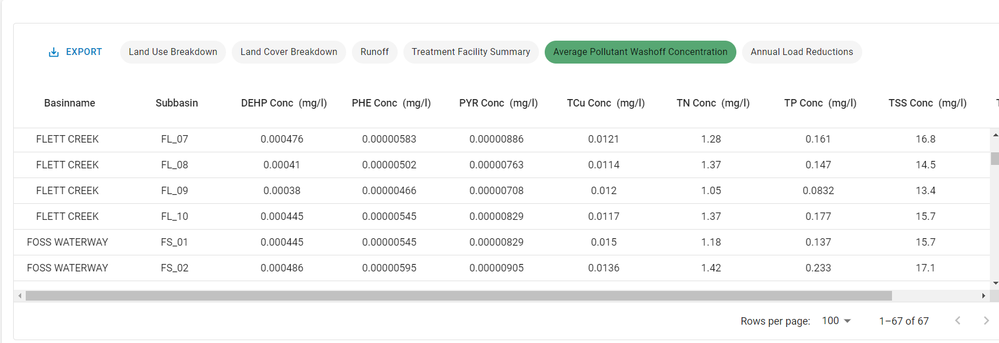 EXPORT Land Use Breakdown Land Cover Breakdown Runoff Treatment Facility Summary Average Pollutant Washoff Concentration Annual Load Reductions
Basinname Subbasin DEHP Conc (mg/l) PHE Conc (mg/l) PYR Conc (mg/l) TCu Conc (mg/l) TN Conc (mg/l) TP Conc (mg/l) TSS Conc (mg/l)
FLETT CREEK FL_07 0.000476 0.00000583 0.00000886 0.0121 1.28 0.161 16.8
FLETT CREEK FL_08 0.00041 0.00000502 0.00000763 0.0114 1.37 0.147 14.5
FLETT CREEK FL_09 0.00038 0.00000466 0.00000708 0.012 1.05 0.0832 13.4
FLETT CREEK FL_10 0.000445 0.00000545 0.00000829 0.0117 1.37 0.177 15.7
FOSS WATERWAY FS_01 0.000445 0.00000545 0.00000829 0.015 1.18 0.137 15.7
FOSS WATERWAY FS_02 0.000486 0.00000595 0.00000905 0.0136 1.42 0.233 17.1
Rows per page: 100 1–67 of 67